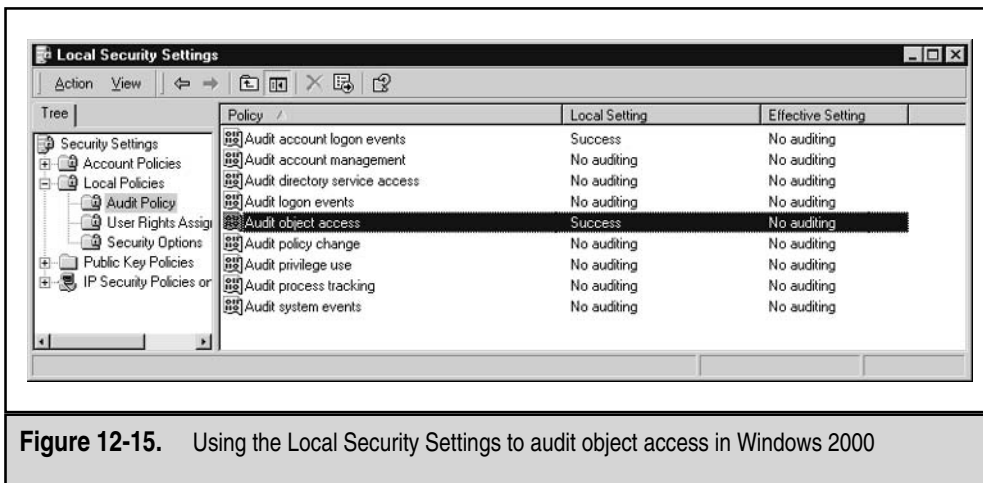 Local Security Settings
Action View
Tree
Policy Local Setting Effective Setting
Security Settings
Account Policies
Local Policies
Audit Policy
User Rights Assig
Security Options
Public Key Policies
IP Security Policies or
Audit account logon events Success No auditing
Audit account management No auditing No auditing
Audit directory service access No auditing No auditing
Audit logon events No auditing No auditing
Audit object access Success No auditing
Audit policy change No auditing No auditing
Audit privilege use No auditing No auditing
Audit process tracking No auditing No auditing
Audit system events No auditing No auditing
Figure 12-15. Using the Local Security Settings to audit object access in Windows 2000